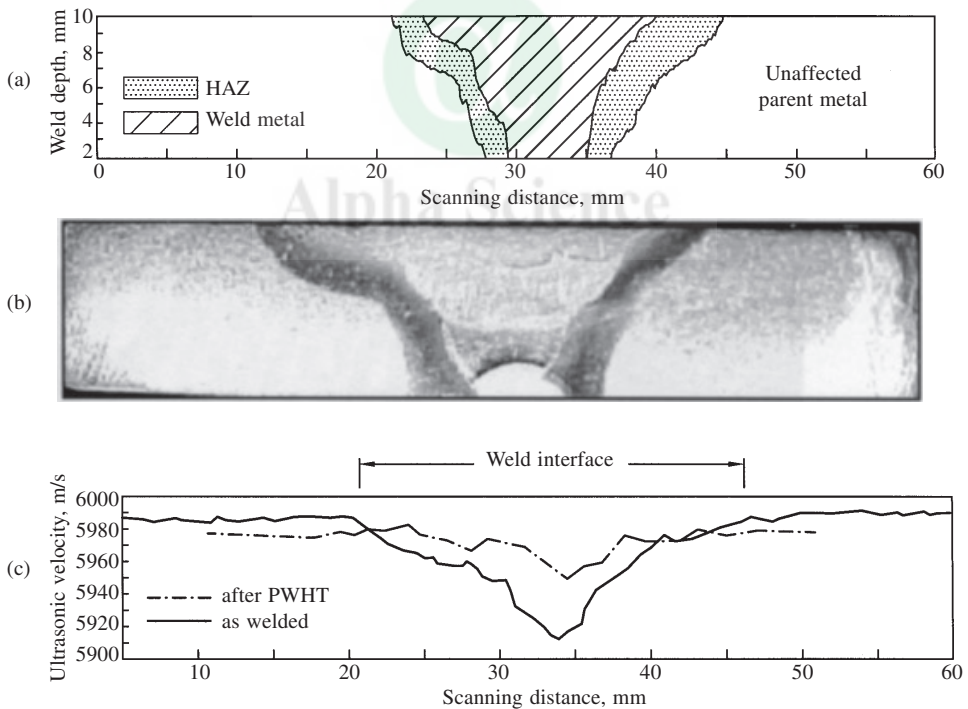 (a)
Weld depth, mm
10
8
6
4
2
HAZ
Weld metal
Unaffected
parent metal
0 10 20 30 40 50 60
Scanning distance, mm
Alpha Science
(b)
(c)
Weld interface
Ultrasonic velocity, m/s
6000
5980
5960
5940
5920
5900
after PWHT
as welded
10 20 30 40 50 60
Scanning distance, mm